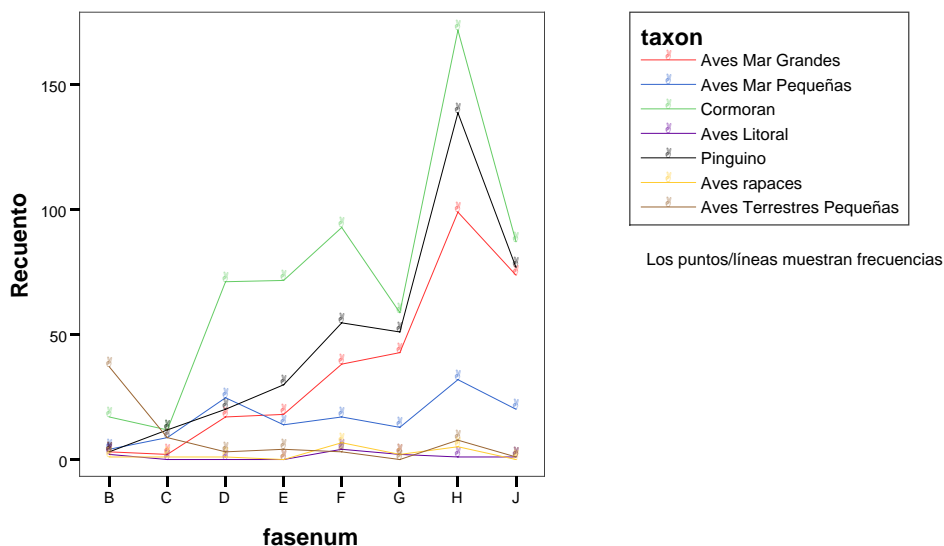 150
100
50
0
Recuento
B C D E F G H J
fasenum
taxon
Aves Mar Grandes
Aves Mar Pequeñas
Cormoran
Aves Litoral
Pinguino
Aves rapaces
Aves Terrestres Pequeñas
Los puntos/líneas muestran frecuencias